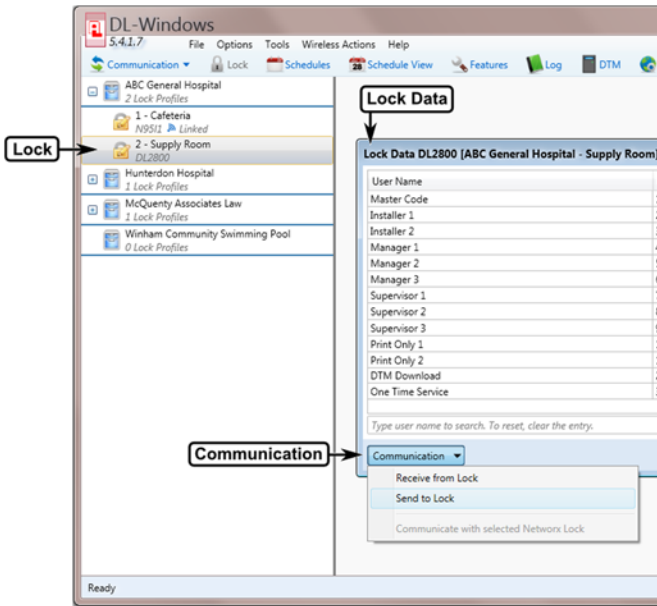 DL-Windows
5.4.1.7
File Options Tools Wireless Actions Help
Communication Lock Schedules Schedule View Features Log DTM
ABC General Hospital
2 Lock Profiles
1 - Cafeteria
N95I1 Linked
2 - Supply Room
DL2800
Hunterdon Hospital
1 Lock Profiles
McQuenty Associates Law
1 Lock Profiles
Winham Community Swimming Pool
0 Lock Profiles
Lock
Lock Data
Lock Data DL2800 [ABC General Hospital - Supply Room]
User Name
Master Code
Installer 1
Installer 2
Manager 1
Manager 2
Manager 3
Supervisor 1
Supervisor 2
Supervisor 3
Print Only 1
Print Only 2
DTM Download
One Time Service
Type user name to search. To reset, clear the entry.
Communication
Communication
Receive from Lock
Send to Lock
Communicate with selected Networx Lock
Ready